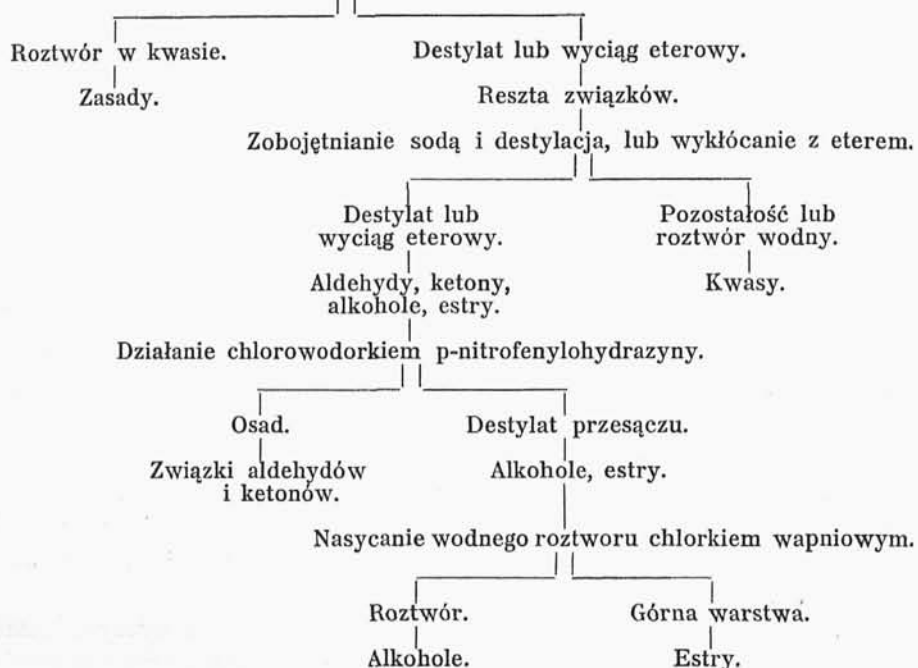 Roztwór w kwasie.
Destylat lub wyciąg eterowy.
Zasady.
Reszta związków.
Zobojętnianie sodą i destylacja, lub wykłócanie z eterem.
Destylat lub
wyciąg eterowy.
Pozostałość lub
roztwór wodny.
Aldehydy, ketony,
alkohole, estry.
Kwasy.
Działanie chlorowodorkiem p-nitrofenylohydrazyny.
Osad.
Destylat przesączu.
Związki aldehydów
i ketonów.
Alkohole, estry.
Nasycanie wodnego roztworu chlorkiem wapniowym.
Roztwór.
Górna warstwa.
Alkohole.
Estry.